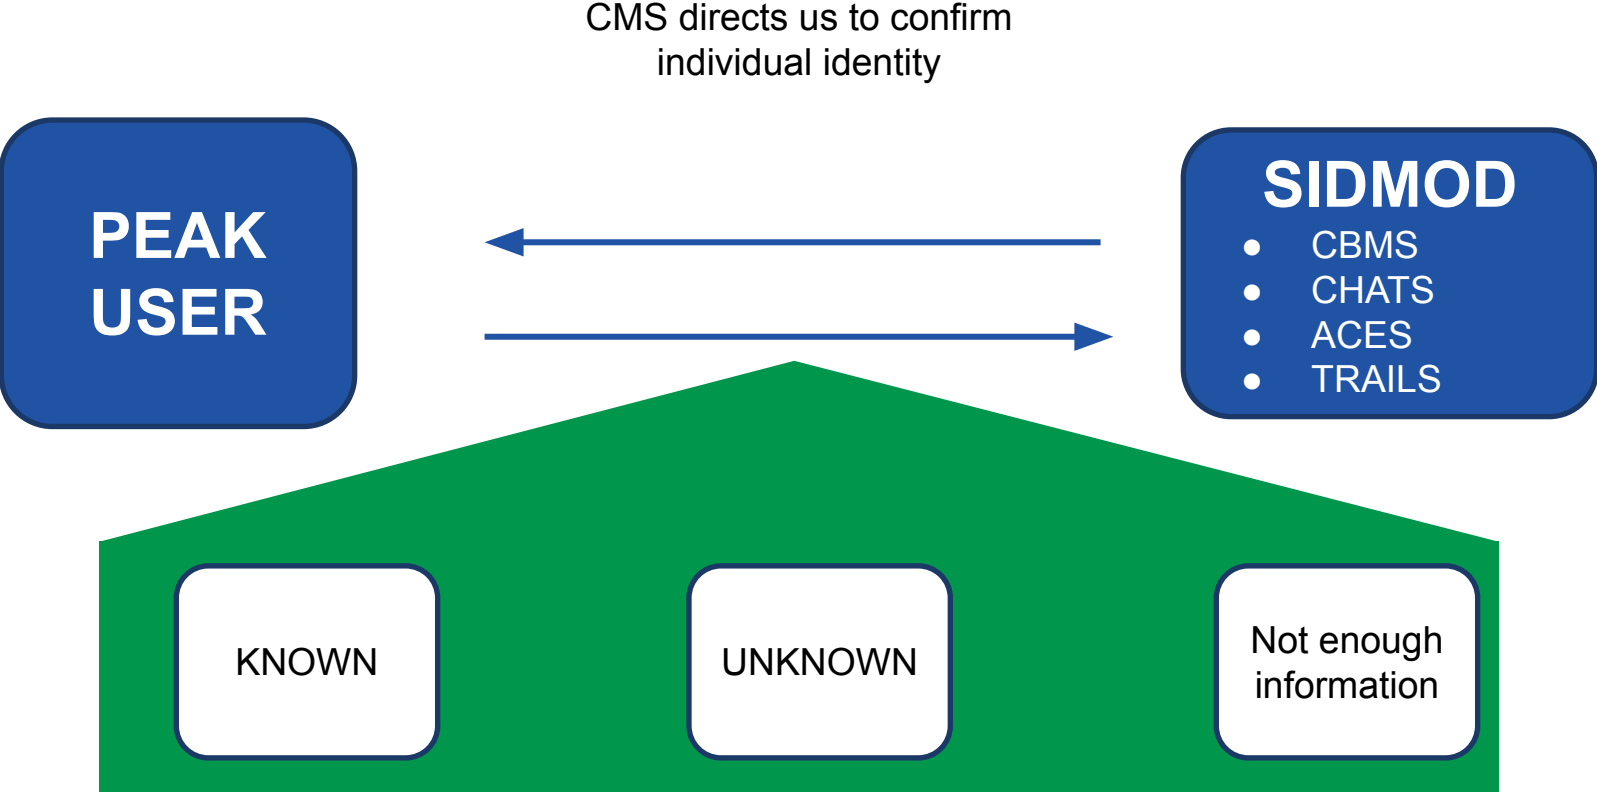 CMS directs us to confirm
individual identity
PEAK
USER
SIDMOD
● CBMS
● CHATS
● ACES
● TRAILS
KNOWN
UNKNOWN
Not enough
information